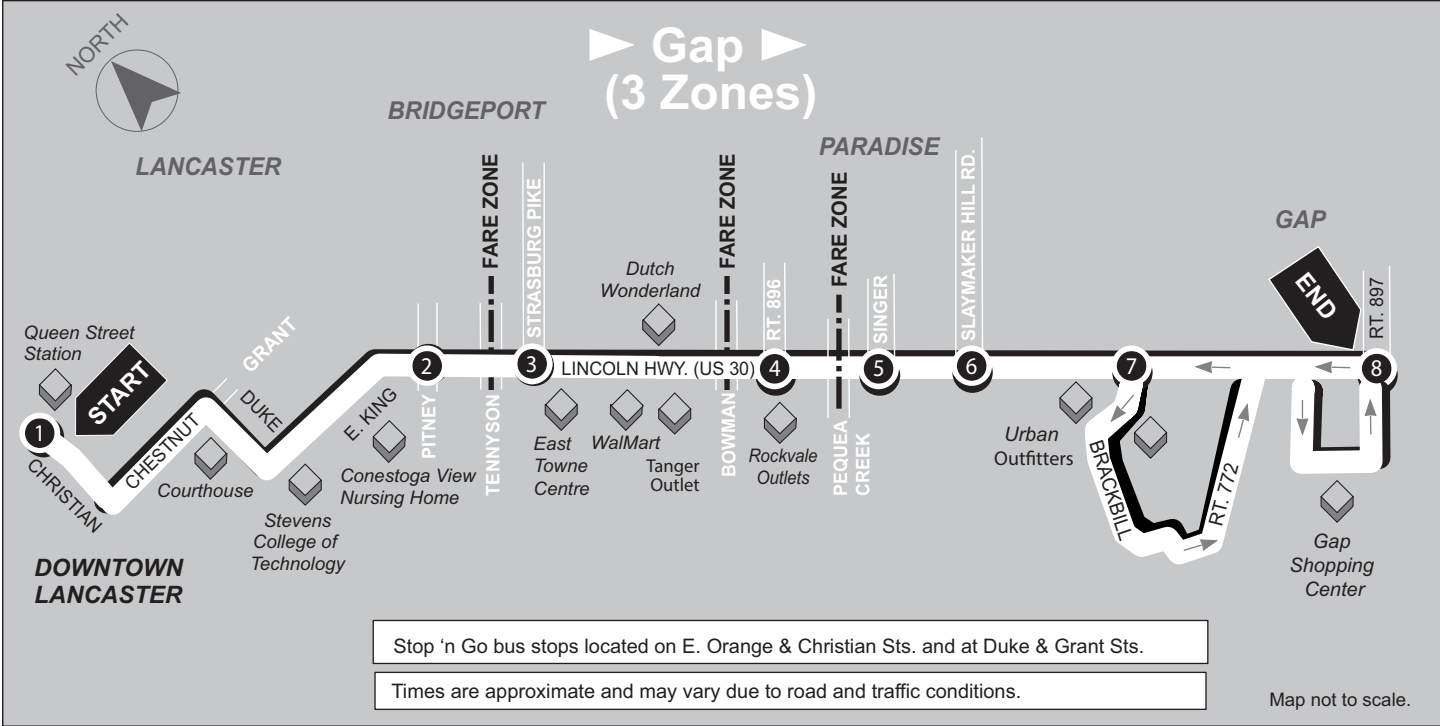 NORTH
Gap
(3 Zones)
BRIDGEPORT
LANCASTER
PARADISE
GAP
FARE ZONE
STRASBURG PIKE
FARE ZONE
FARE ZONE
SLAYMAKER HILL RD.
Dutch
Wonderland
RT. 896
SINGER
END
RT. 897
Queen Street
Station
START
GRANT
DUKE
1
2
3
LINCOLN HWY. (US 30)
4
5
6
7
8
CHRISTIAN
CHESTNUT
Courthouse
E. KING
Stevens
College of
Technology
Conestoga View
Nursing Home
PITNEY
TENNYSON
East
Towne
Centre
WalMart
Tanger
Outlet
BOWMAN
Rockvale
Outlets
PEQUEA
CREEK
Urban
Outfitters
BRACKBILL
RT. 772
Gap
Shopping
Center
DOWNTOWN
LANCASTER
Stop ‘n Go bus stops located on E. Orange & Christian Sts. and at Duke & Grant Sts.
Times are approximate and may vary due to road and traffic conditions.
Map not to scale.